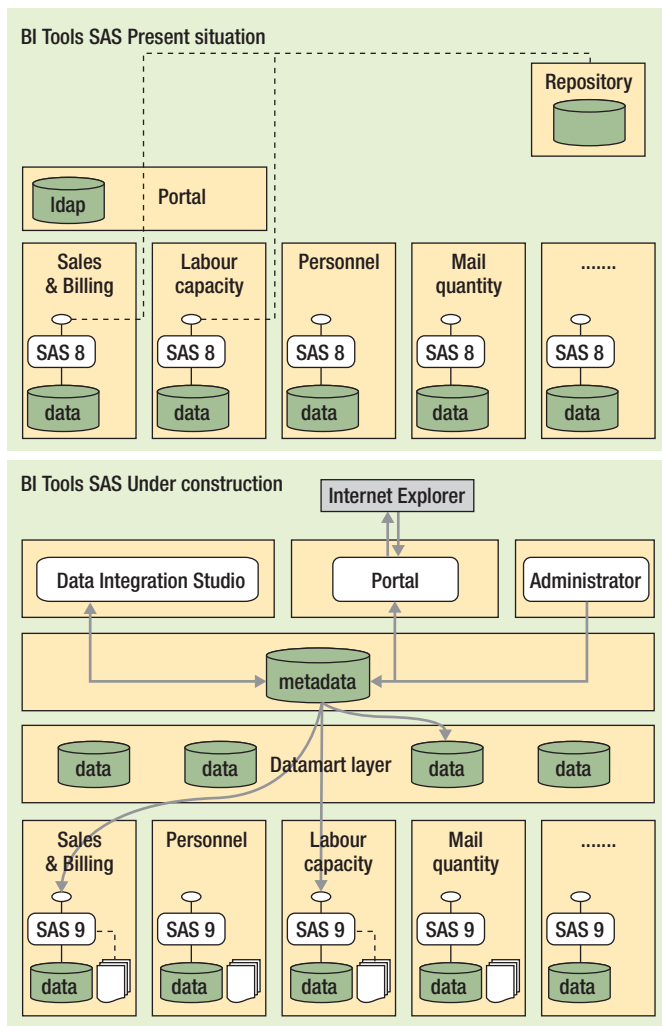 BI Tools SAS Present situation
Repository
ldap
Portal
Sales
& Billing
Labour
capacity
Personnel
Mail
quantity
.......
SAS 8
SAS 8
SAS 8
SAS 8
SAS 8
data
data
data
data
data
BI Tools SAS Under construction
Internet Explorer
Data Integration Studio
Portal
Administrator
metadata
data
data
Datamart layer
data
data
Sales
& Billing
Personnel
Labour
capacity
Mail
quantity
.......
SAS 9
SAS 9
SAS 9
SAS 9
SAS 9
data
data
data
data
data